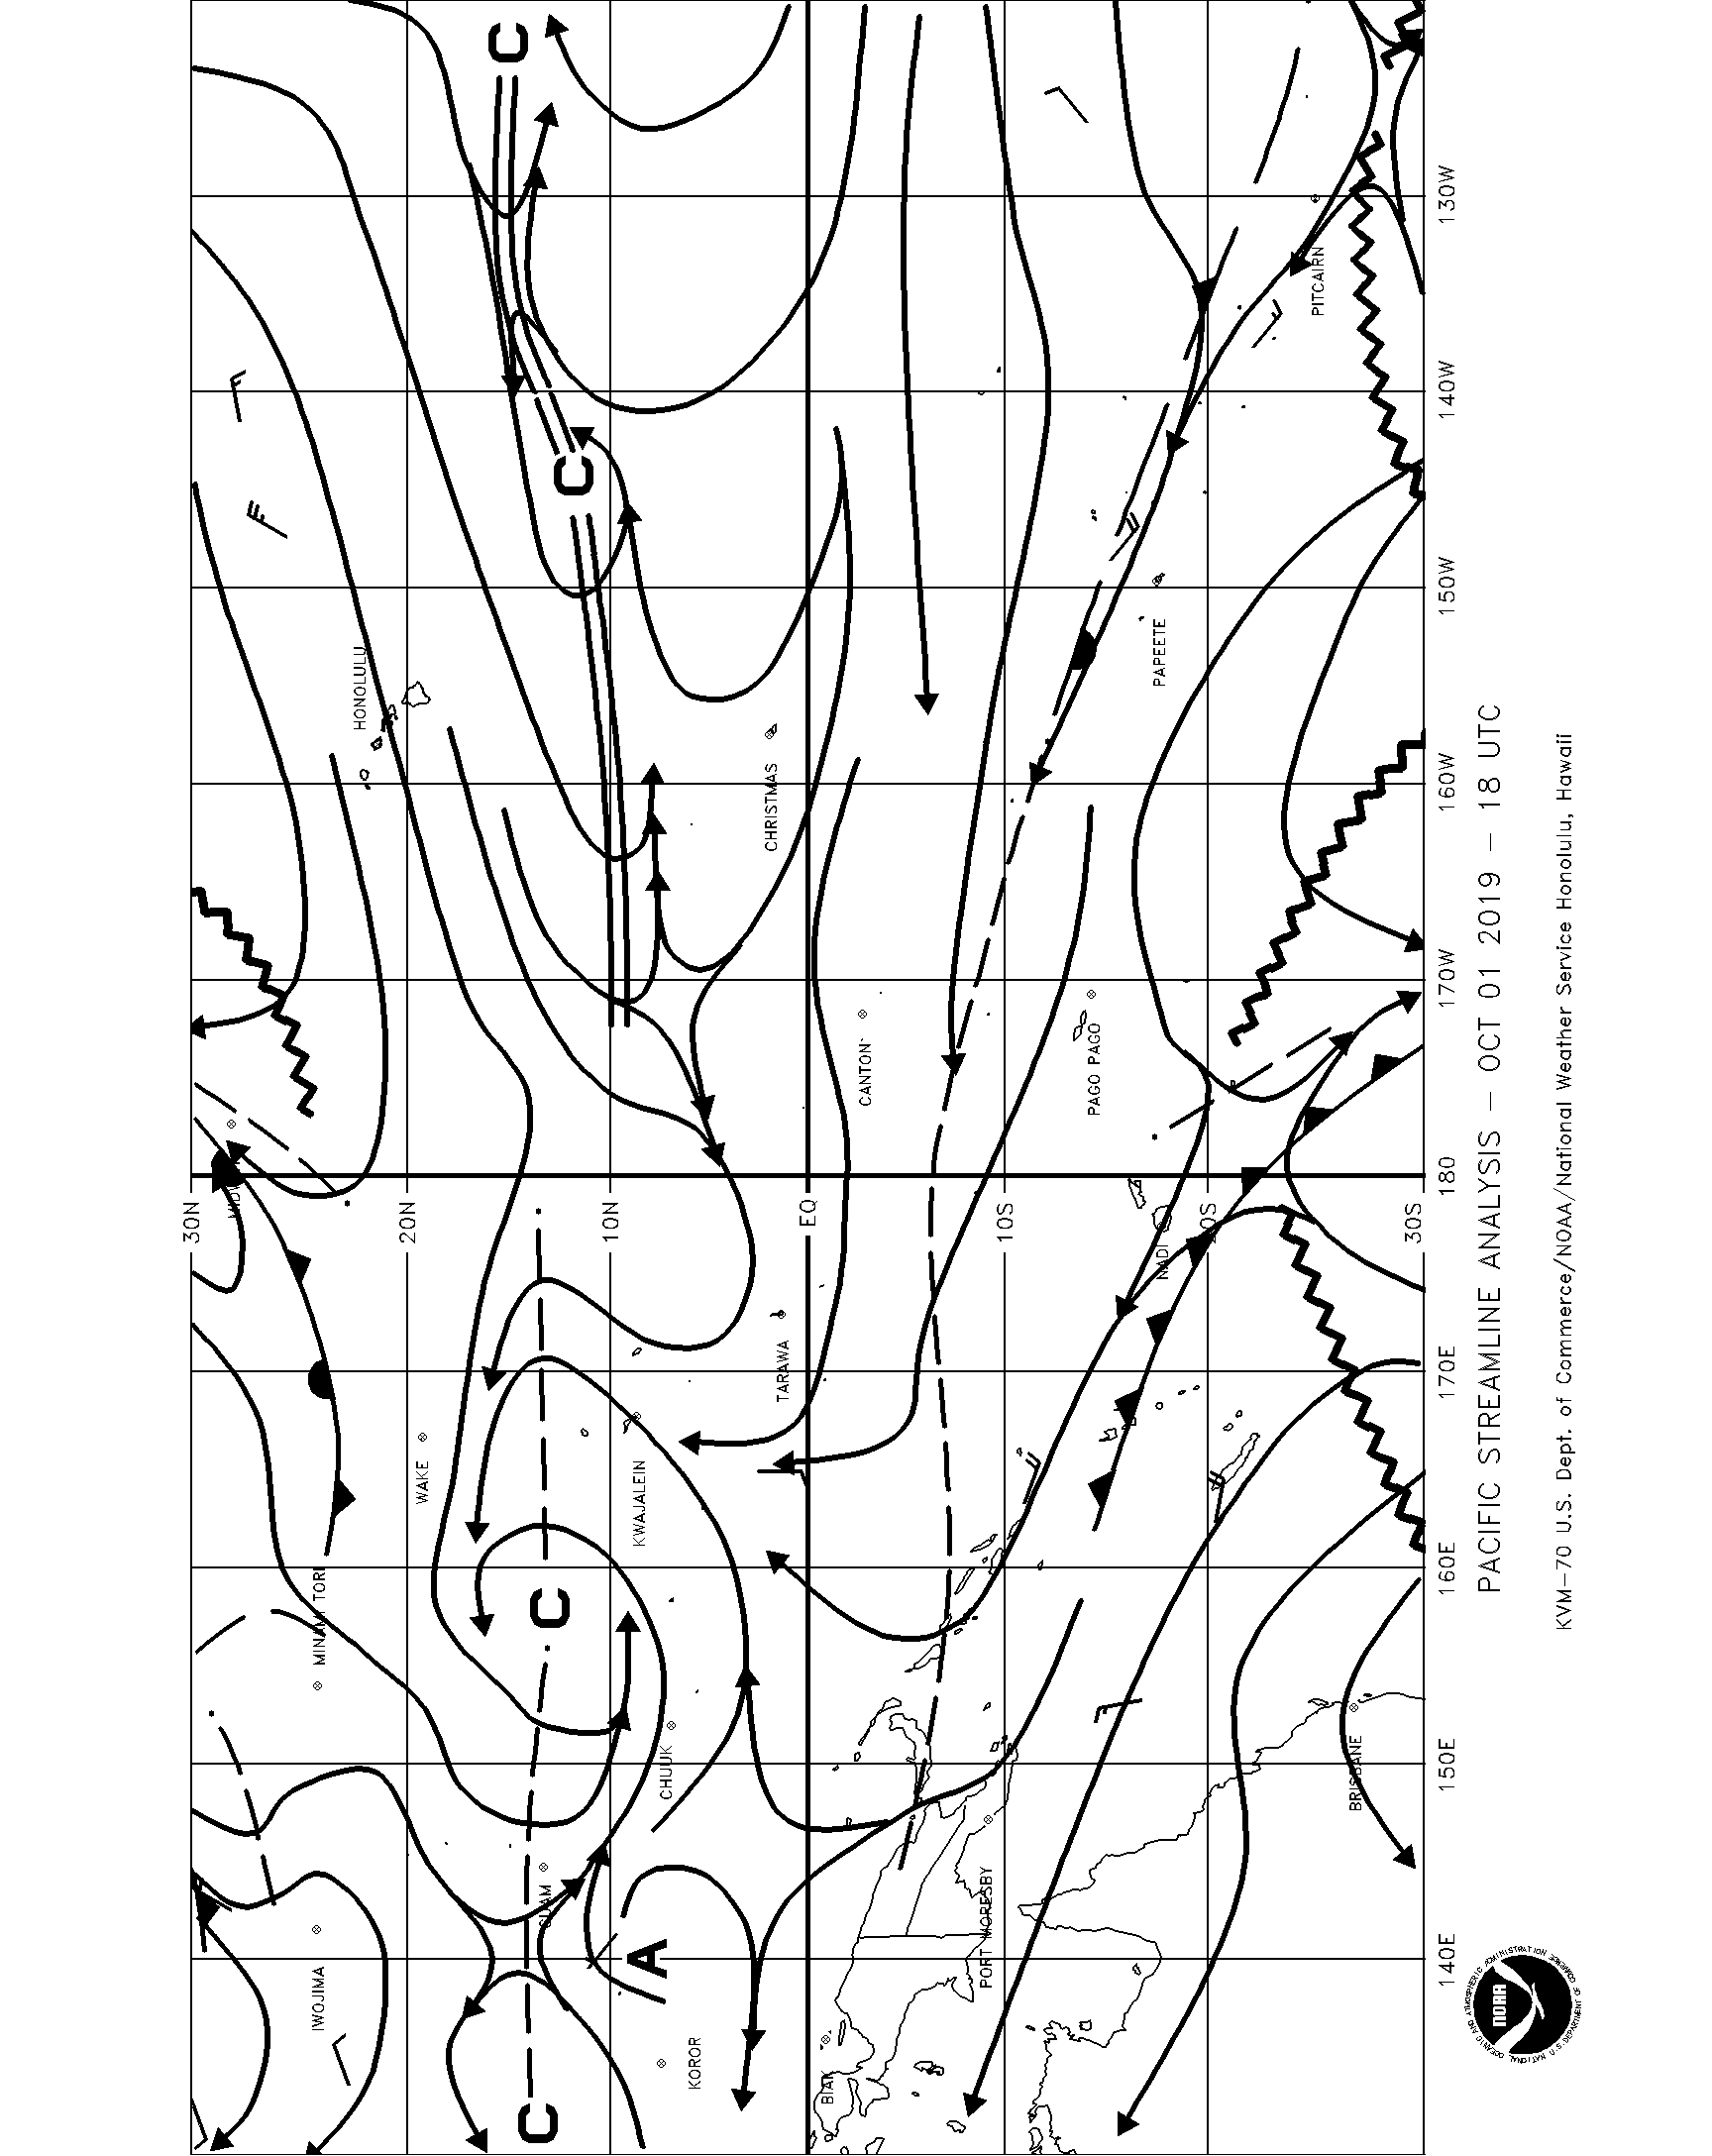 C
C
C
C
A
HONOLULU
CHRISTMAS
CANTON
PAGO PAGO
PAPEETE
PITCAIRN
NADI
TARAWA
KWAJALEIN
WAKE
MINAMI TORI
IWOJIMA
GUAM
CHUUK
KOROR
BIAK
PORT MORESBY
BRISBANE
30N
20N
10N
EQ
10S
20S
30S
140E
150E
160E
170E
180
170W
160W
150W
140W
130W
PACIFIC STREAMLINE ANALYSIS - OCT 01 2019 - 18 UTC
KVM-70 U.S. Dept. of Commerce/NOAA/National Weather Service Honolulu, Hawaii
NOAA
NATIONAL OCEANIC AND ATMOSPHERIC ADMINISTRATION
U.S. DEPARTMENT OF COMMERCE